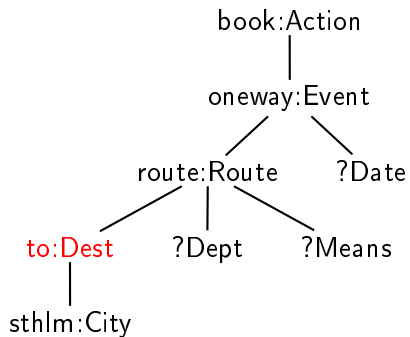 book:Action
oneway:Event
route:Route ?Date
to:Dest ?Dept ?Means
sthlm:City